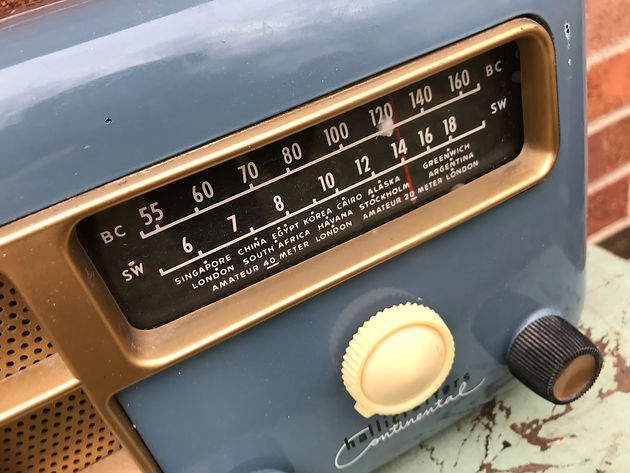 BC 55 60 70 80 100 120 140 160 BC
SW 6 7 8 10 12 14 16 18 SW
SINGAPORE CHINA EGYPT KOREA CAIRO ALASKA GREENWICH
LONDON SOUTH AFRICA HAVANA STOCKHOLM ARGENTINA
AMATEUR 40 METER LONDON AMATEUR 20 METER LONDON
hallicrafters
Continental